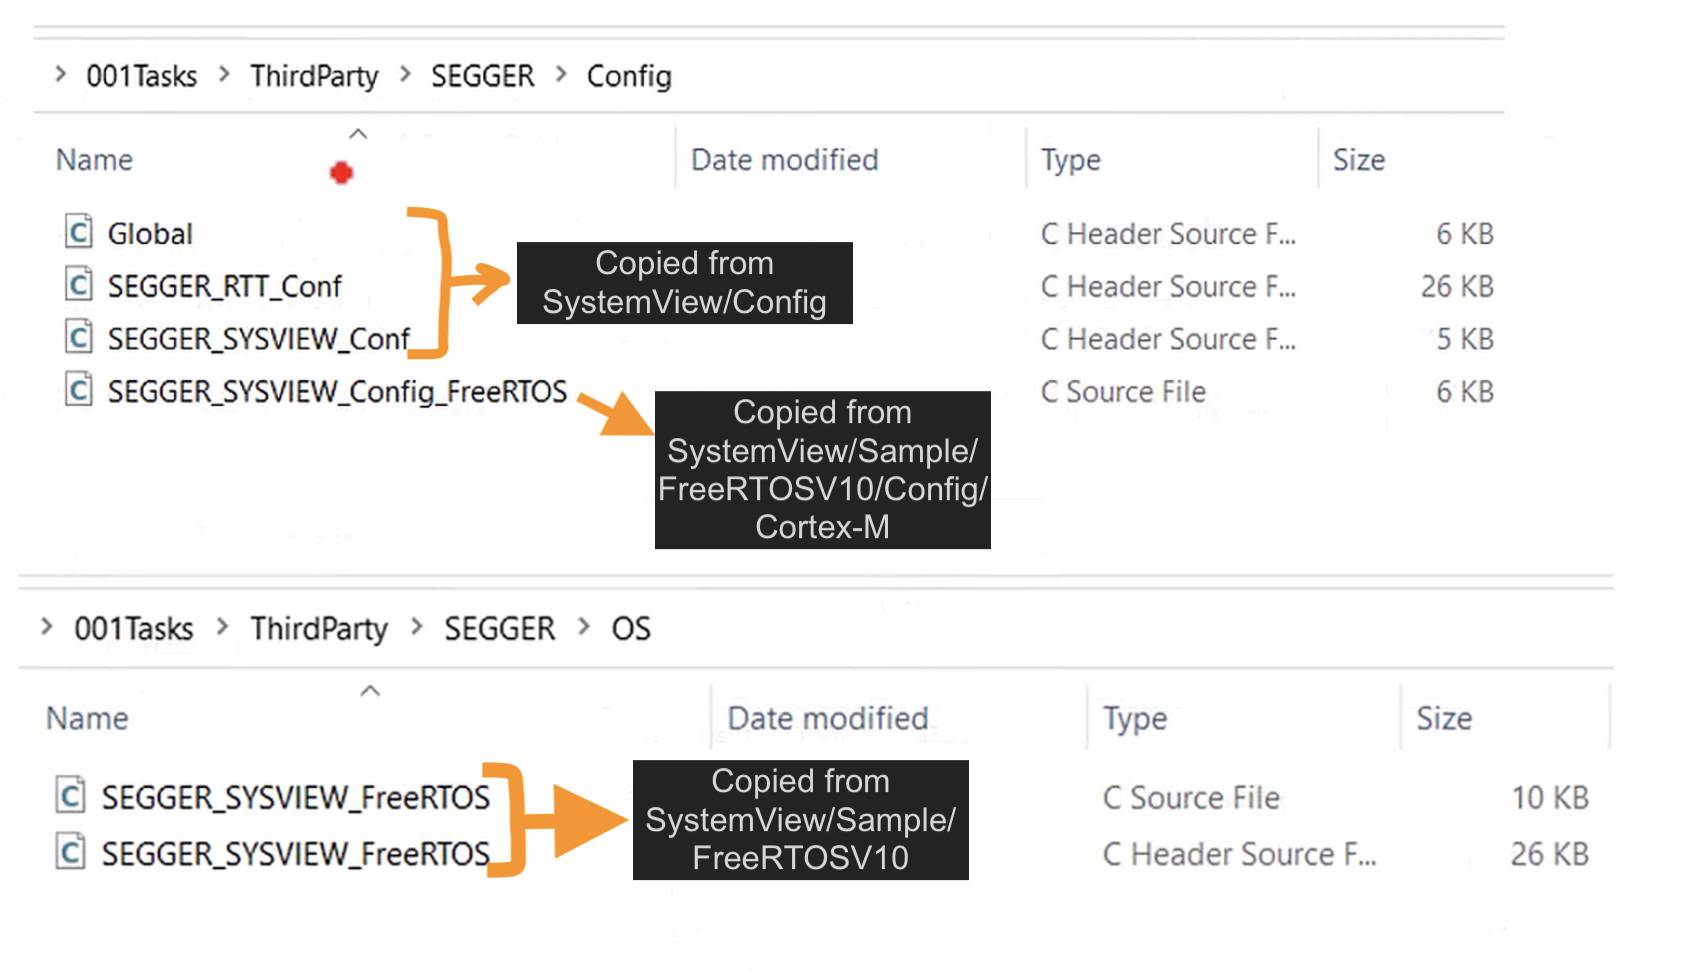 > 001Tasks > ThirdParty > SEGGER > Config
Name Date modified Type Size
Global C Header Source F... 6 KB
SEGGER_RTT_Conf C Header Source F... 26 KB
SEGGER_SYSVIEW_Conf C Header Source F... 5 KB
SEGGER_SYSVIEW_Config_FreeRTOS C Source File 6 KB
Copied from
SystemView/Config
Copied from
SystemView/Sample/
FreeRTOSV10/Config/
Cortex-M
> 001Tasks > ThirdParty > SEGGER > OS
Name Date modified Type Size
SEGGER_SYSVIEW_FreeRTOS C Source File 10 KB
SEGGER_SYSVIEW_FreeRTOS C Header Source F... 26 KB
Copied from
SystemView/Sample/
FreeRTOSV10